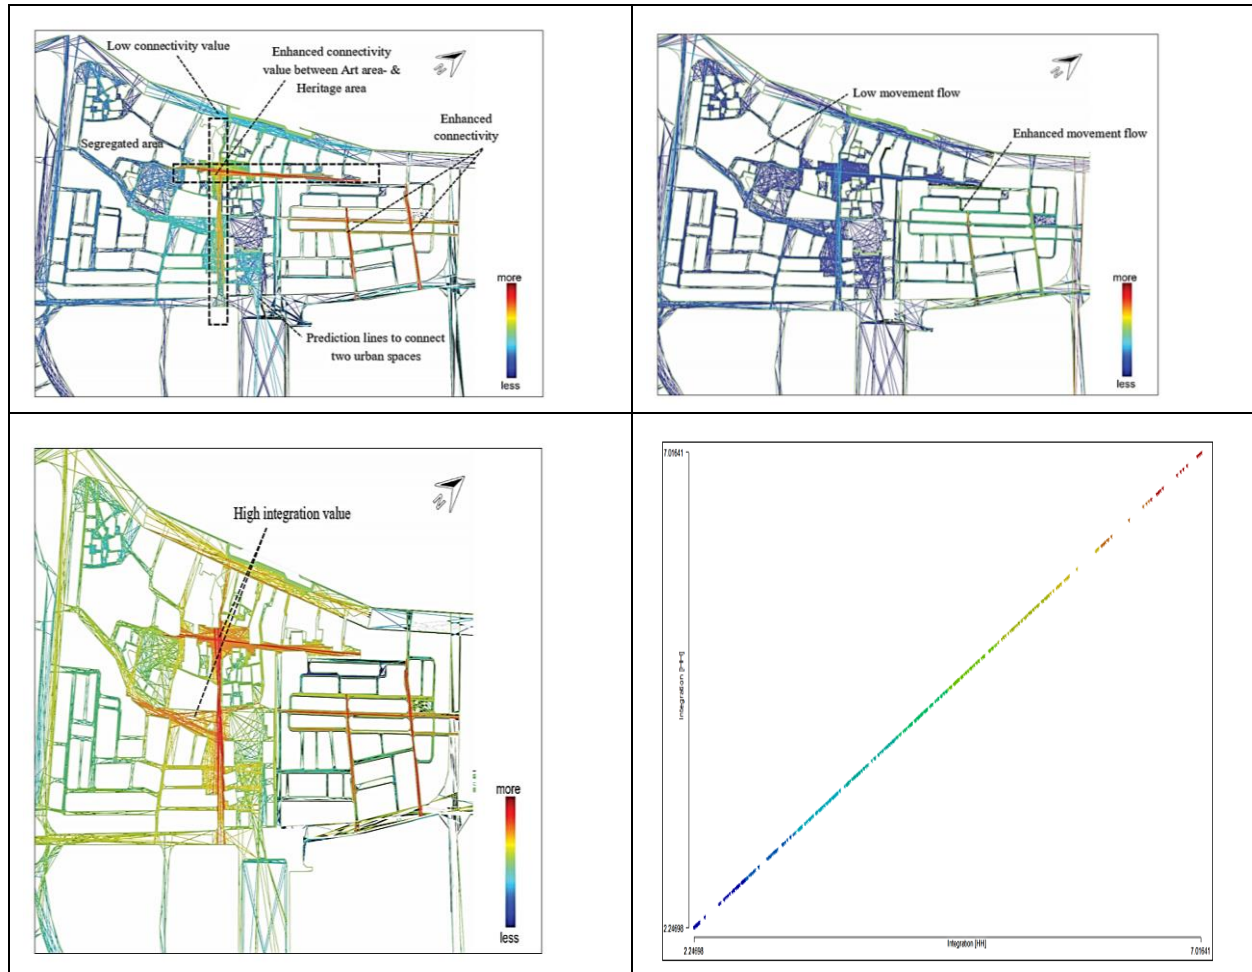 Low connectivity value
Enhanced connectivity
value between Art area- &
Heritage area
Enhanced
connectivity
Segregated area
N
more
less
Prediction lines to connect
two urban spaces
Low movement flow
Enhanced movement flow
N
more
less
High integration value
N
more
less
7.01641
Integration [HH]
2.24698
2.24698
Integration [HH]
7.01641